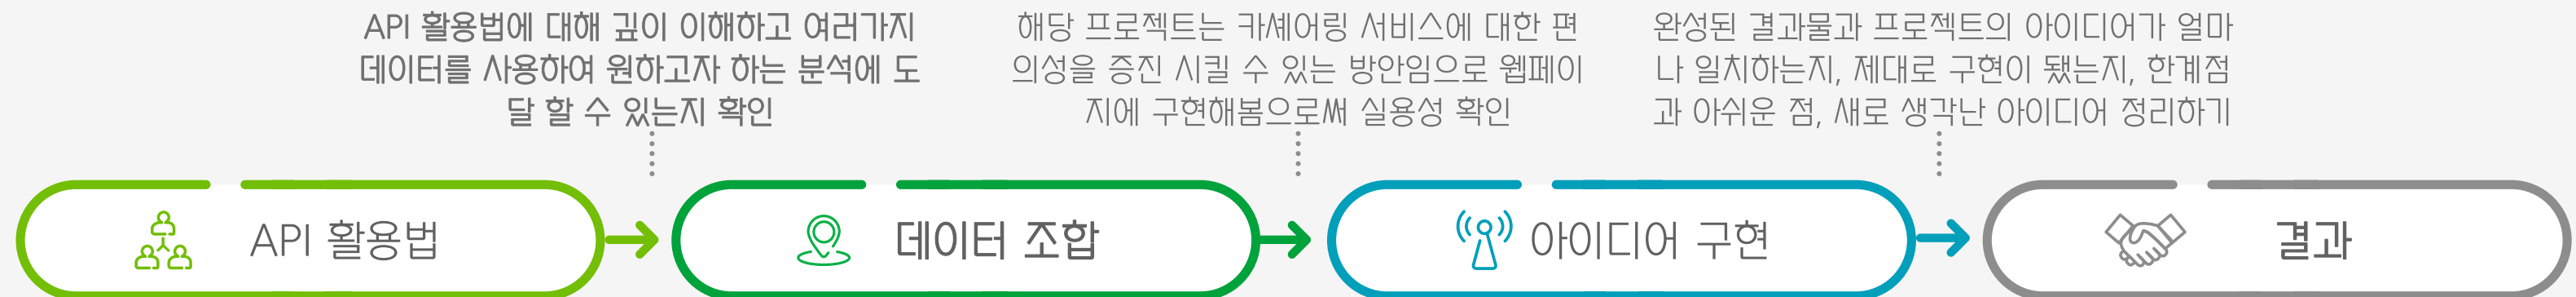 API 활용법에 대해 깊이 이해하고 여러가지
데이터를 사용하여 원하고자 하는 분석에 도
달 할 수 있는지 확인
해당 프로젝트는 카셰어링 서비스에 대한 편
의성을 증진 시킬 수 있는 방안임으로 웹페이
지에 구현해봄으로써 실용성 확인
완성된 결과물과 프로젝트의 아이디어가 얼마
나 일치하는지, 제대로 구현이 됐는지, 한계점
과 아쉬운 점, 새로 생각난 아이디어 정리하기
API 활용법
데이터 조합
아이디어 구현
결과